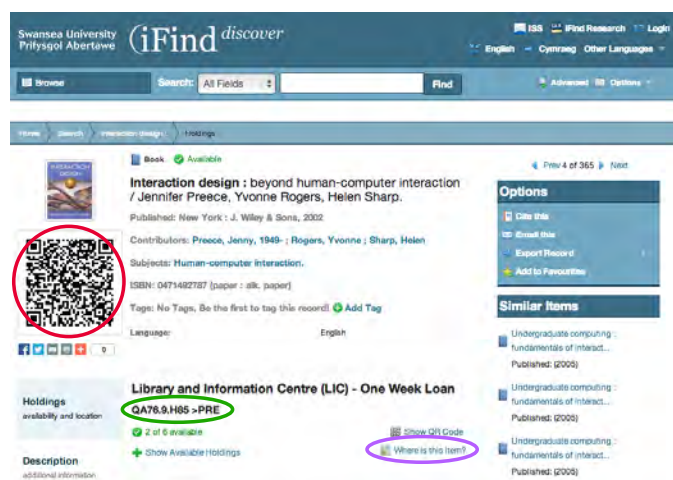 Swansea University
Prifysgol Abertawe
(iFind discover
ISS iFind Research Login
English Cymraeg Other Languages
Browse
Search: All Fields Find
Advanced Options
Home Search Interaction design Holdings
INTERACTION
DESIGN
Book Available
Prev 4 of 365 Next
Interaction design : beyond human-computer interaction
/ Jennifer Preece, Yvonne Rogers, Helen Sharp.
Published: New York : J. Wiley & Sons, 2002
Contributors: Preece, Jenny, 1949- ; Rogers, Yvonne ; Sharp, Helen
Subjects: Human-computer interaction.
ISBN: 0471492787 (paper : alk. paper)
Tags: No Tags, Be the first to tag this record! Add Tag
Language: English
0
Options
Cite this
Email this
Export Record
Add to Favourites
Similar Items
Undergraduate computing :
fundamentals of interact...
Published: (2005)
Undergraduate computing :
fundamentals of interact...
Published: (2005)
Undergraduate computing :
fundamentals of interact...
Published: (2005)
Holdings
availability and location
Description
additional information
Library and Information Centre (LIC) - One Week Loan
QA76.9.H85 >PRE
2 of 6 available
Show QR Code
Show Available Holdings
Where is this item?